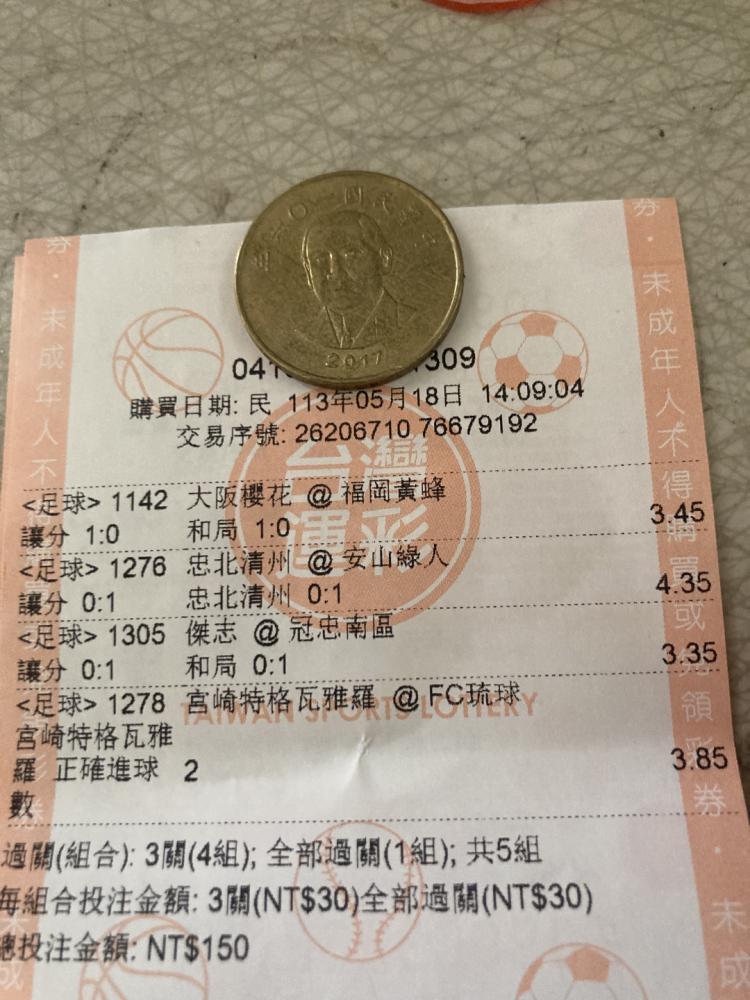 2017
041 309
購買日期: 民 113年05月18日 14:09:04
交易序號: 26206710 76679192
台灣
運彩
<足球> 1142 大阪櫻花 @ 福岡黃蜂
讓分 1:0 和局 1:0 3.45
<足球> 1276 忠北清州 @ 安山綠人
讓分 0:1 忠北清州 0:1 4.35
<足球> 1305 傑志 @ 冠忠南區
讓分 0:1 和局 0:1 3.35
<足球> 1278 宮崎特格瓦雅羅 @ FC琉球
TAIWAN SPORTS LOTTERY
宮崎特格瓦雅
羅 正確進球 2 3.85
數
過關(組合): 3關(4組); 全部過關(1組); 共5組
每組合投注金額: 3關(NT$30)全部過關(NT$30)
總投注金額: NT$150
券・未成年人不
券・未成年人不得購買或 領彩券・未成